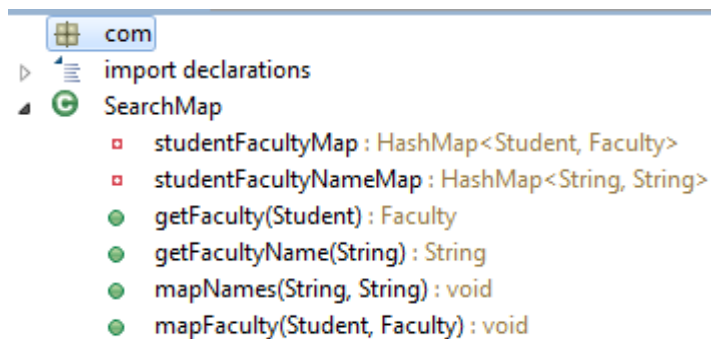 com
import declarations
SearchMap
studentFacultyMap : HashMap<Student, Faculty>
studentFacultyNameMap : HashMap<String, String>
getFaculty(Student) : Faculty
getFacultyName(String) : String
mapNames(String, String) : void
mapFaculty(Student, Faculty) : void